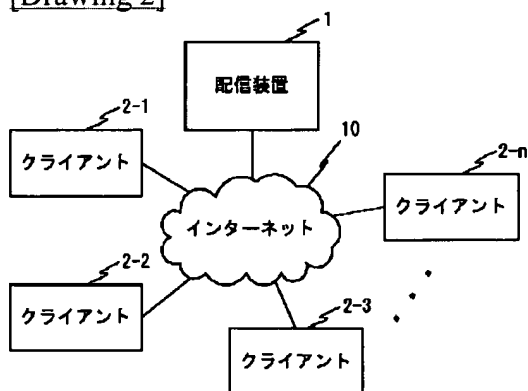 [Drawing 2]
1
配信装置
2-1
10
クライアント
2-n
クライアント
インターネット
2-2
クライアント
2-3
クライアント